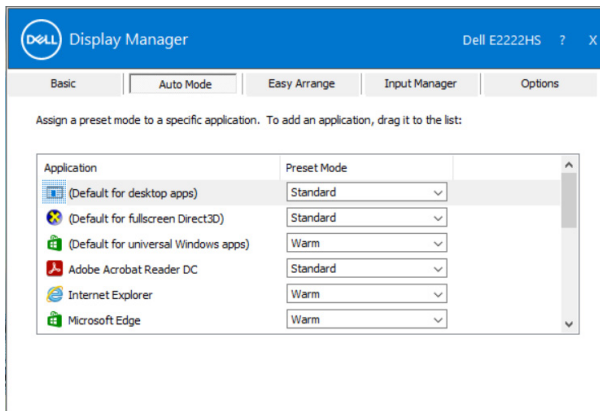 DELL Display Manager Dell E2222HS ? X
Basic Auto Mode Easy Arrange Input Manager Options
Assign a preset mode to a specific application. To add an application, drag it to the list:
Application Preset Mode
(Default for desktop apps) Standard
(Default for fullscreen Direct3D) Standard
(Default for universal Windows apps) Warm
Adobe Acrobat Reader DC Standard
Internet Explorer Warm
Microsoft Edge Warm